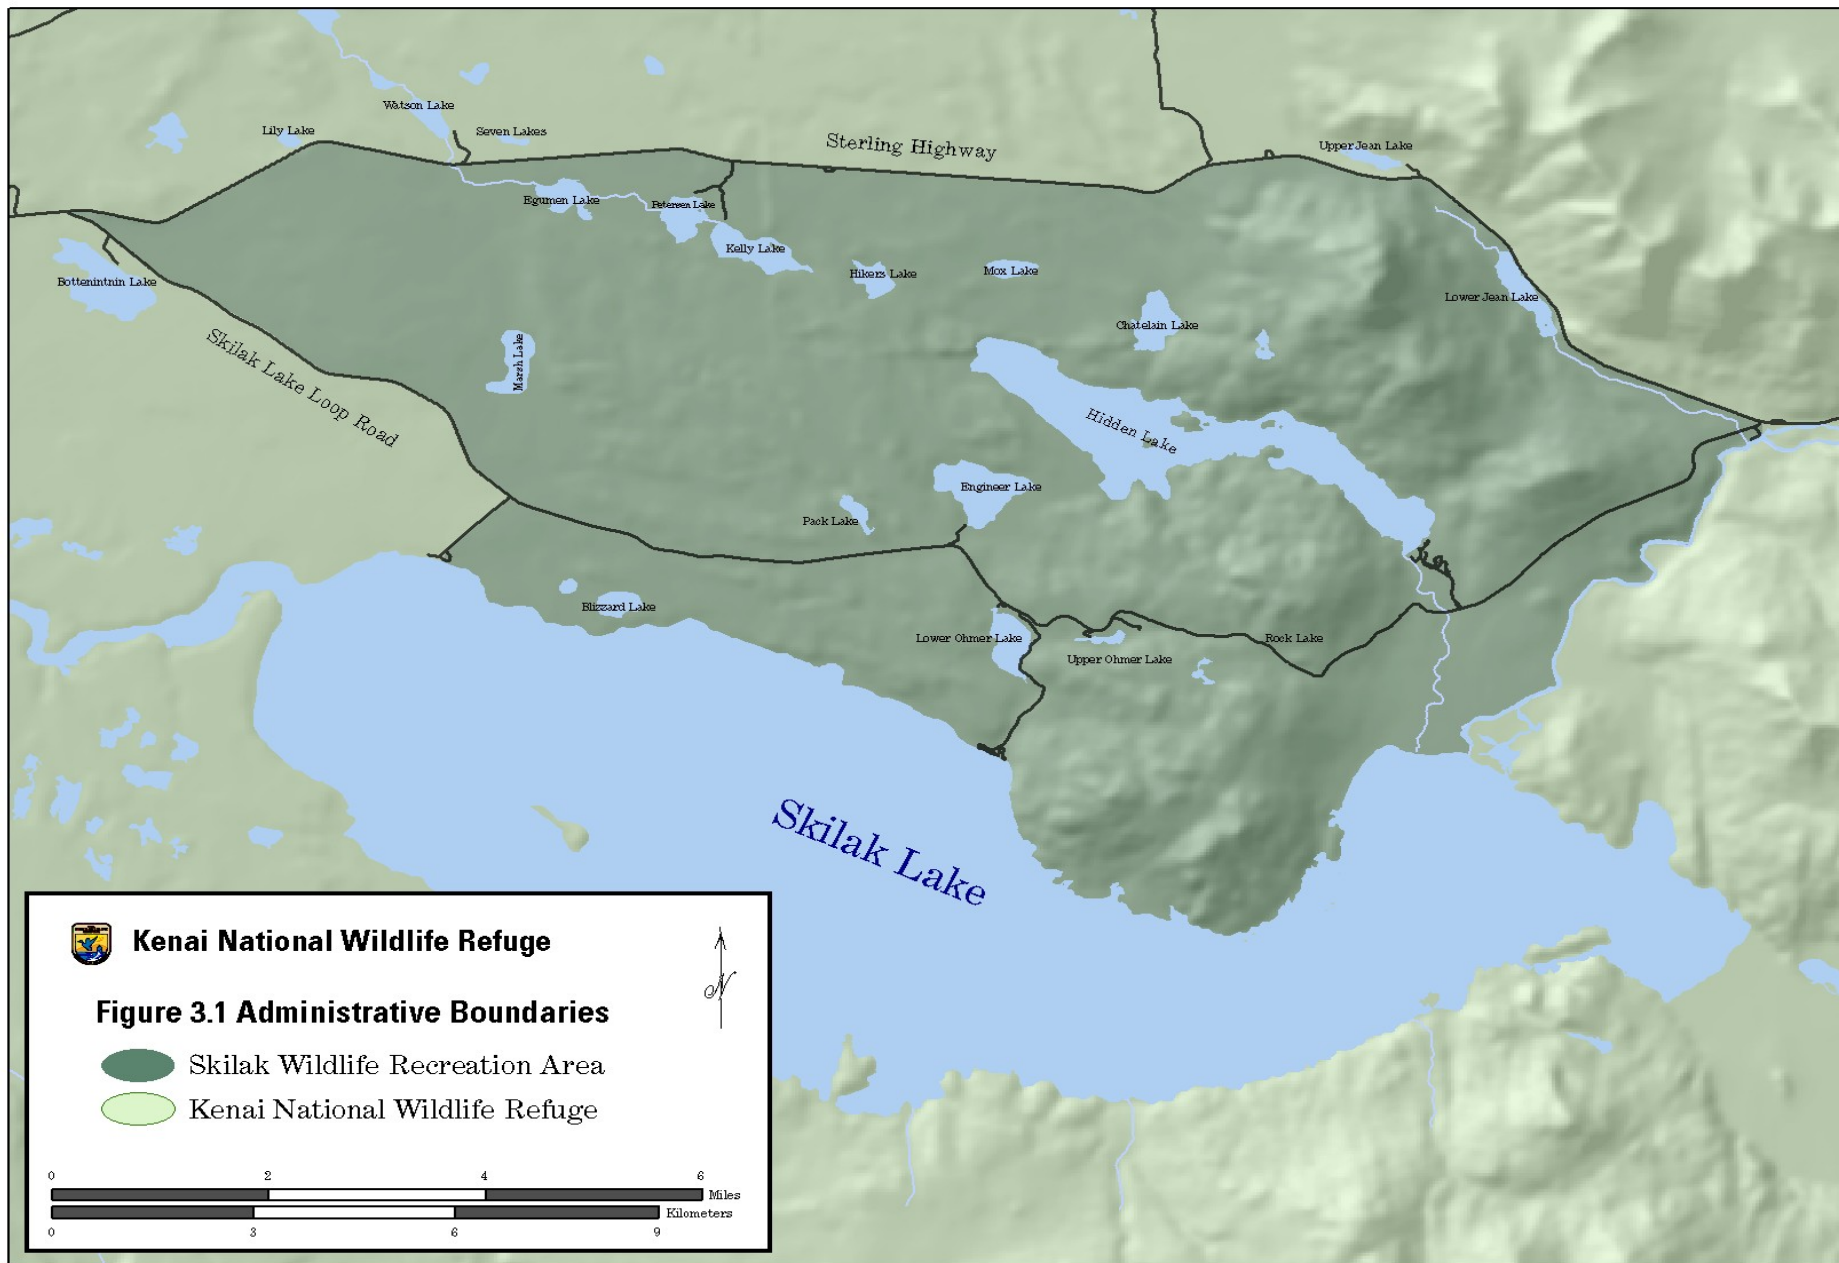 Watson Lake
Lily Lake
Seven Lakes
Sterling Highway
Upper Jean Lake
Egumen Lake
Petersen Lake
Kelly Lake
Hikers Lake
Mox Lake
Bottenintnin Lake
Lower Jean Lake
Chatelain Lake
Marsh Lake
Skilak Lake Loop Road
Hidden Lake
Engineer Lake
Pack Lake
Blizzard Lake
Lower Ohmer Lake
Rock Lake
Upper Ohmer Lake
Skilak Lake
Kenai National Wildlife Refuge
N
Figure 3.1 Administrative Boundaries
Skilak Wildlife Recreation Area
Kenai National Wildlife Refuge
0 2 4 6
Miles
Kilometers
0 3 6 9